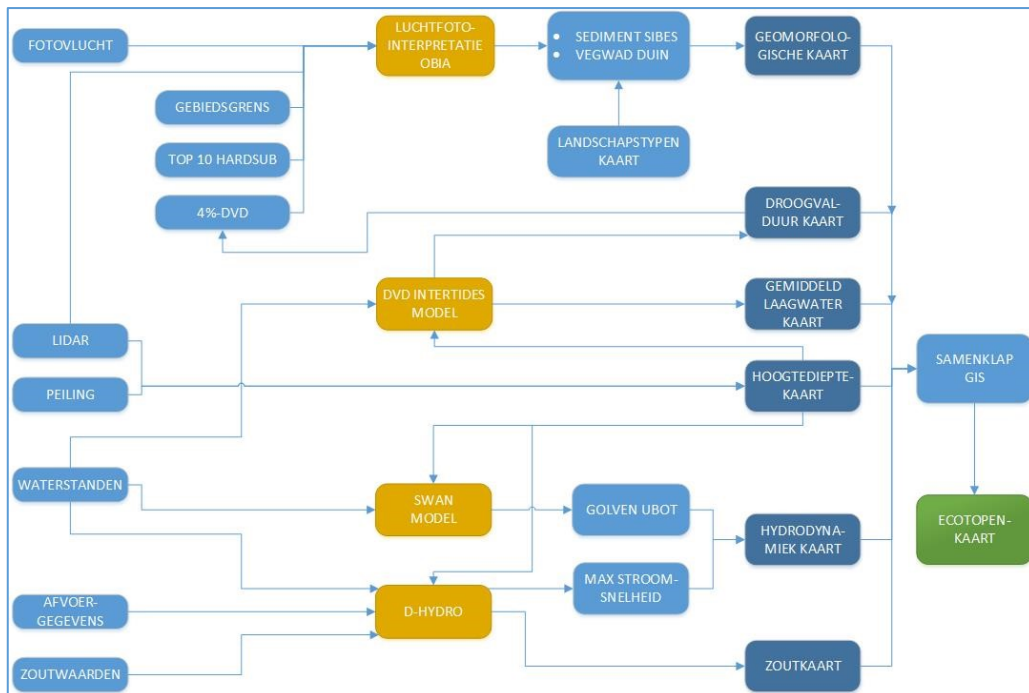 FOTOVLUCHT
LUCHTFOTO-
INTERPRETATIE
OBIA
• SEDIMENT SIBES
• VEGWAD DUIN
GEOMORFOLO-
GISCHE KAART
GEBIEDSGRENS
TOP 10 HARDSUB
LANDSCHAPSTYPEN
KAART
4%-DVD
DROOGVAL-
DUUR KAART
DVD INTERTIDES
MODEL
GEMIDDELD
LAAGWATER
KAART
LIDAR
SAMENKLAP
GIS
PEILING
HOOGTEDIEPTE-
KAART
WATERSTANDEN
SWAN
MODEL
GOLVEN UBOT
HYDRODYNA-
MIEK KAART
ECOTOPEN-
KAART
MAX STROOM-
SNELHEID
AFVOER-
GEGEVENS
D-HYDRO
ZOUTWAARDEN
ZOUTKAART